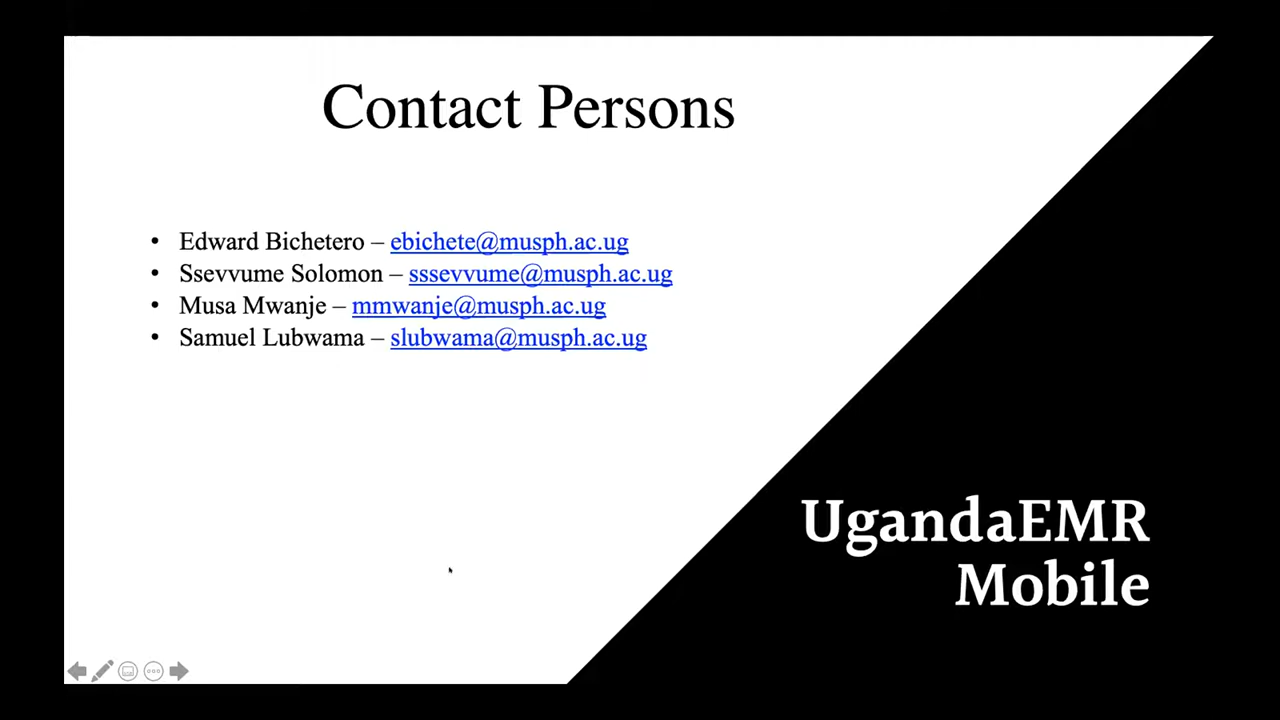 Contact Persons
• Edward Bichetero – ebichete@musph.ac.ug
• Ssevvume Solomon – sssevvume@musph.ac.ug
• Musa Mwanje – mmwanje@musph.ac.ug
• Samuel Lubwama – slubwama@musph.ac.ug
UgandaEMR
Mobile